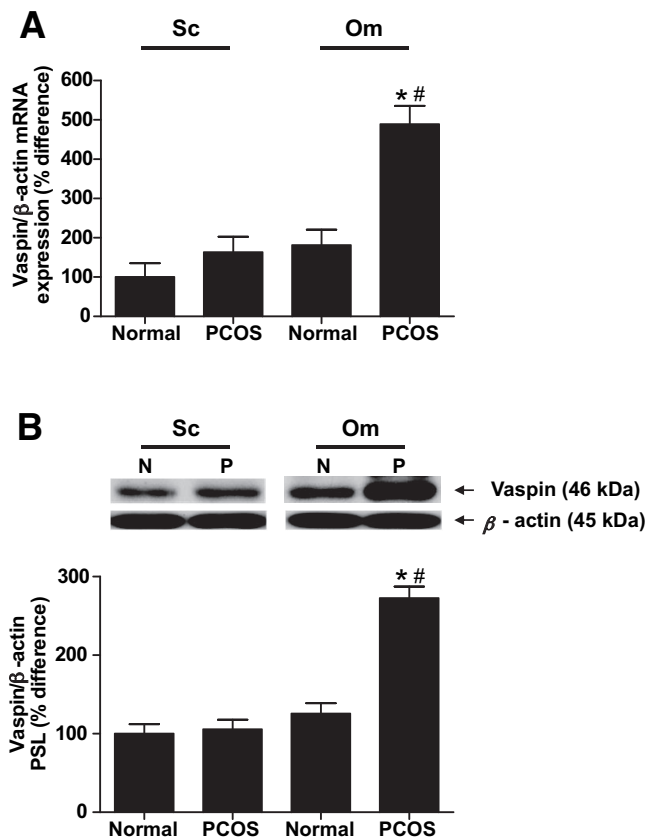 A
Sc Om
Vaspin/β-actin mRNA
expression (% difference)
600
500
400
300
200
100
0
* #
Normal PCOS Normal PCOS
B
Sc Om
N P N P
Vaspin (46 kDa)
β - actin (45 kDa)
Vaspin/β -actin
PSL (% difference)
300
200
100
0
* #
Normal PCOS Normal PCOS